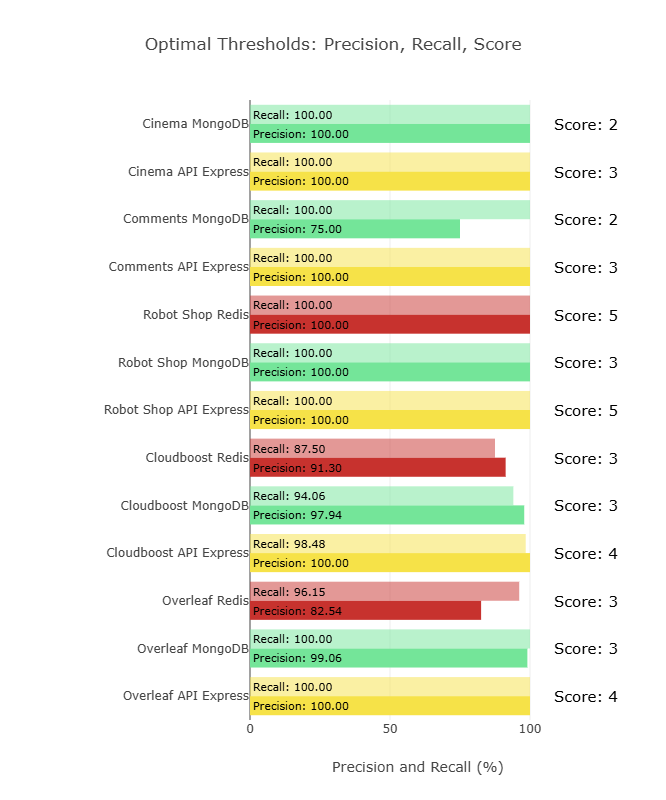 Optimal Thresholds: Precision, Recall, Score
Cinema MongoDB
Recall: 100.00
Precision: 100.00
Score: 2
Cinema API Express
Recall: 100.00
Precision: 100.00
Score: 3
Comments MongoDB
Recall: 100.00
Precision: 75.00
Score: 2
Comments API Express
Recall: 100.00
Precision: 100.00
Score: 3
Robot Shop Redis
Recall: 100.00
Precision: 100.00
Score: 5
Robot Shop MongoDB
Recall: 100.00
Precision: 100.00
Score: 3
Robot Shop API Express
Recall: 100.00
Precision: 100.00
Score: 5
Cloudboost Redis
Recall: 87.50
Precision: 91.30
Score: 3
Cloudboost MongoDB
Recall: 94.06
Precision: 97.94
Score: 3
Cloudboost API Express
Recall: 98.48
Precision: 100.00
Score: 4
Overleaf Redis
Recall: 96.15
Precision: 82.54
Score: 3
Overleaf MongoDB
Recall: 100.00
Precision: 99.06
Score: 3
Overleaf API Express
Recall: 100.00
Precision: 100.00
Score: 4
0 50 100
Precision and Recall (%)